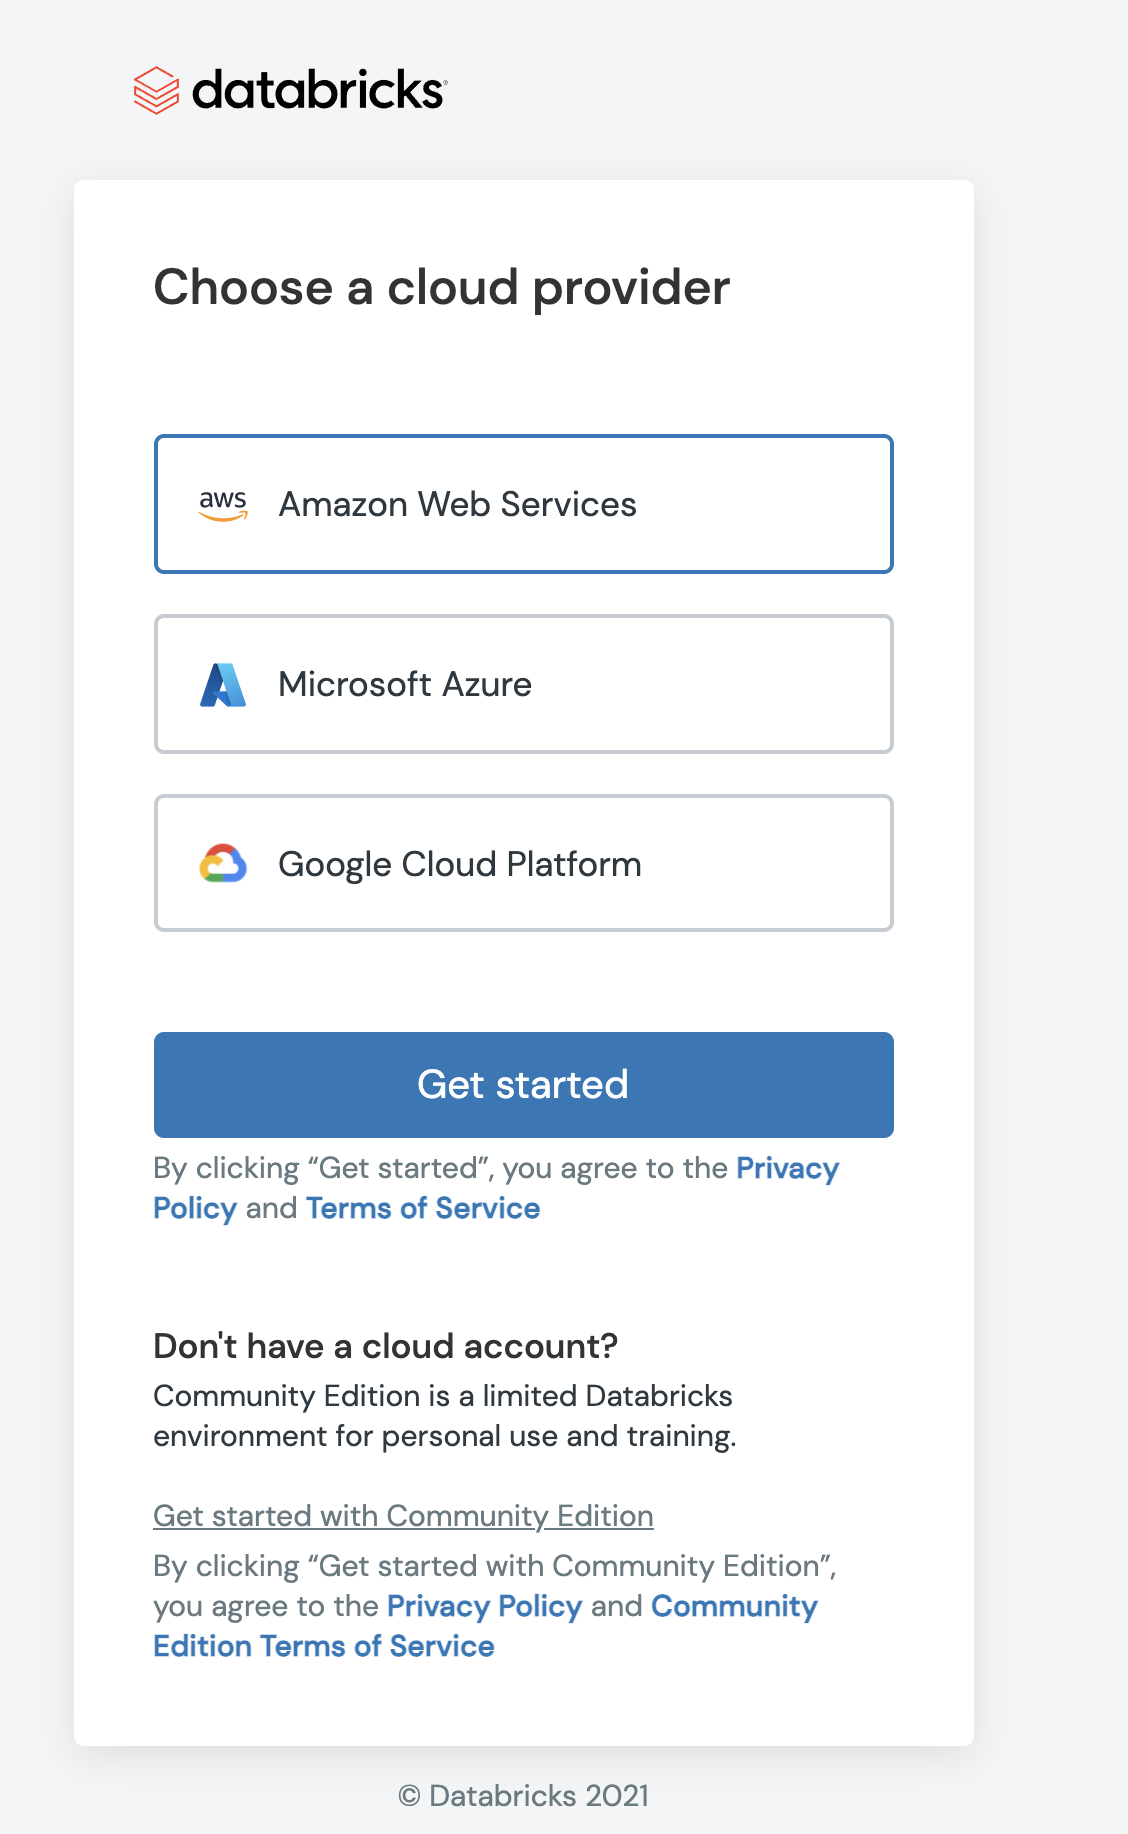 databricks
Choose a cloud provider
aws Amazon Web Services
Microsoft Azure
Google Cloud Platform
Get started
By clicking “Get started”, you agree to the Privacy
Policy and Terms of Service
Don't have a cloud account?
Community Edition is a limited Databricks
environment for personal use and training.
Get started with Community Edition
By clicking “Get started with Community Edition”,
you agree to the Privacy Policy and Community
Edition Terms of Service
© Databricks 2021